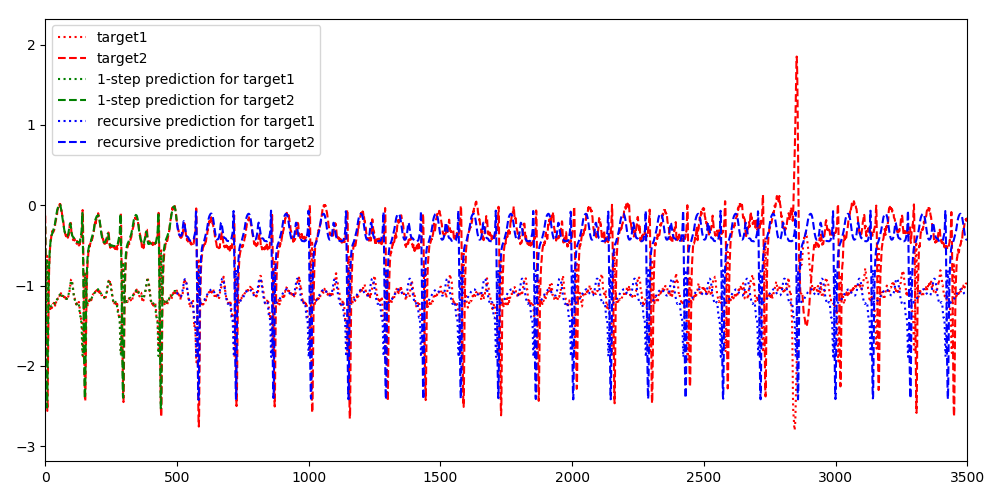 target1
target2
1-step prediction for target1
1-step prediction for target2
recursive prediction for target1
recursive prediction for target2
2
1
0
−1
−2
−3
0 500 1000 1500 2000 2500 3000 3500